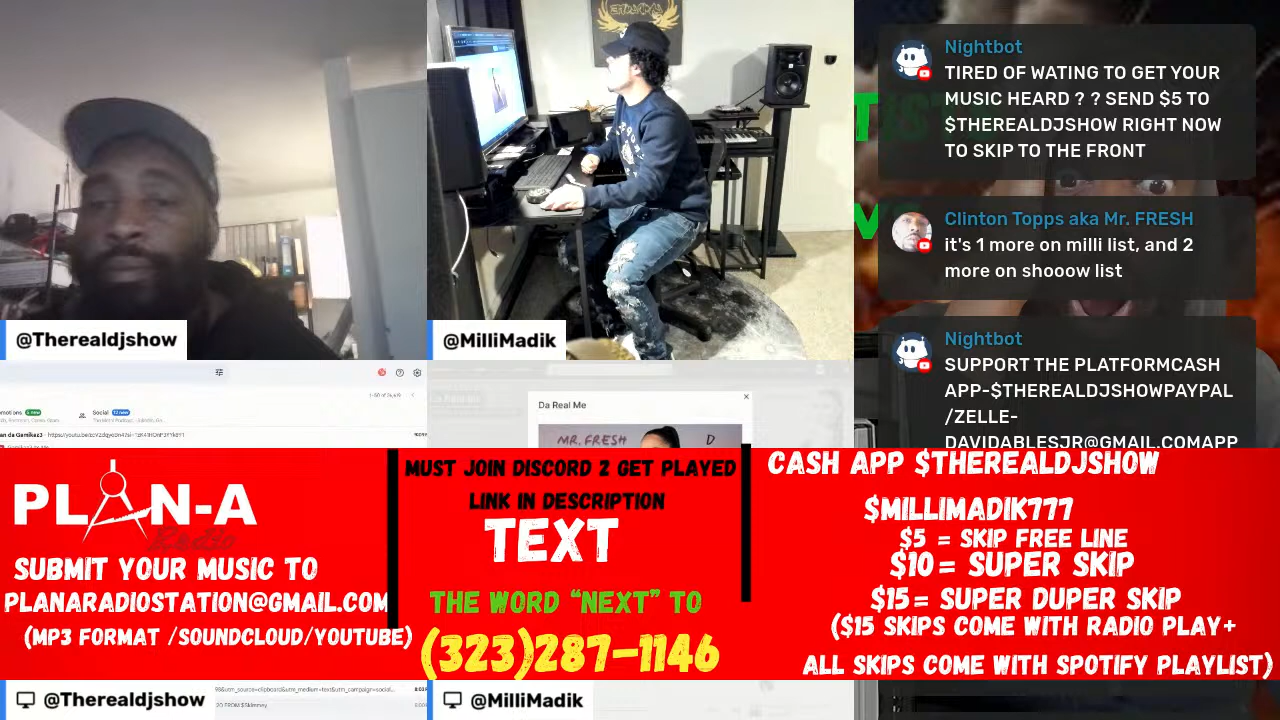 @Therealdjshow
@MilliMadik
Nightbot
TIRED OF WATING TO GET YOUR
MUSIC HEARD ? ? SEND $5 TO
$THEREALDJSHOW RIGHT NOW
TO SKIP TO THE FRONT
Clinton Topps aka Mr. FRESH
it's 1 more on milli list, and 2
more on shooow list
Nightbot
SUPPORT THE PLATFORMCASH
APP-$THEREALDJSHOWPAYPAL
/ZELLE-
DAVIDABLESJR@GMAIL.COMAPP
Social
Da Real Me
MR. FRESH
D
PLAN-A
Radio
SUBMIT YOUR MUSIC TO
PLANARADIOSTATION@GMAIL.COM
(MP3 FORMAT /SOUNDCLOUD/YOUTUBE)
MUST JOIN DISCORD 2 GET PLAYED
LINK IN DESCRIPTION
TEXT
THE WORD “NEXT” TO
(323)287-1146
CASH APP $THEREALDJSHOW
$MILLIMADIK777
$5 = SKIP FREE LINE
$10 = SUPER SKIP
$15= SUPER DUPER SKIP
($15 SKIPS COME WITH RADIO PLAY+
ALL SKIPS COME WITH SPOTIFY PLAYLIST)
@Therealdjshow
@MilliMadik